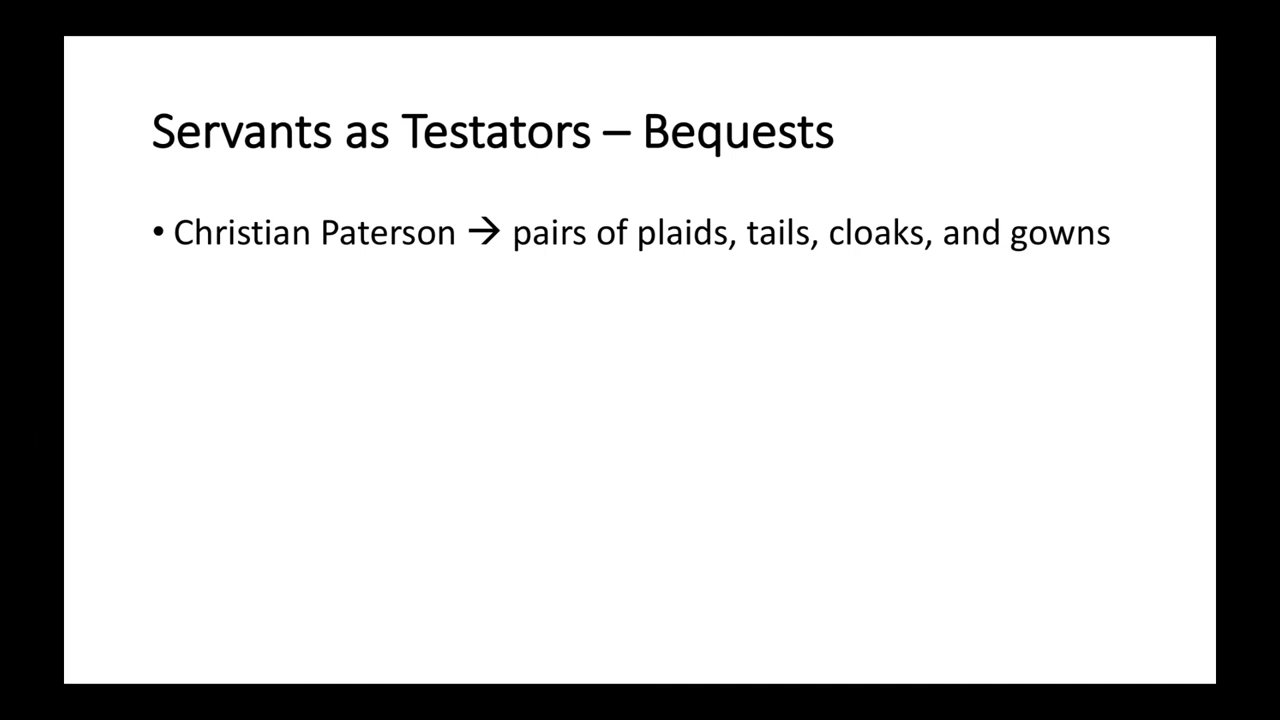 Servants as Testators – Bequests
• Christian Paterson → pairs of plaids, tails, cloaks, and gowns